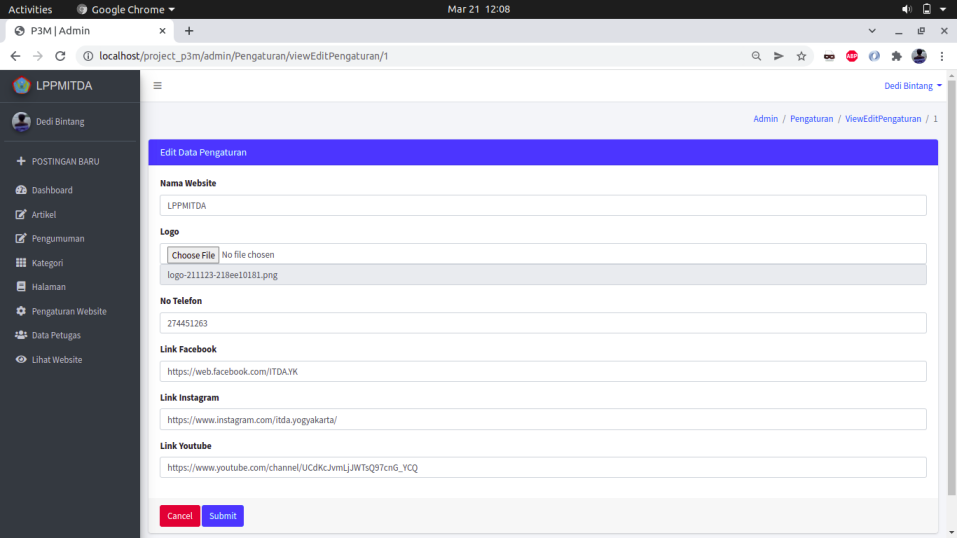 Activities Google Chrome Mar 21 12:08
P3M | Admin
localhost/project_p3m/admin/Pengaturan/viewEditPengaturan/1
ABP
LPPMITDA
Dedi Bintang
Dedi Bintang
Admin / Pengaturan / ViewEditPengaturan / 1
POSTINGAN BARU
Dashboard
Artikel
Pengumuman
Kategori
Halaman
Pengaturan Website
Data Petugas
Lihat Website
Edit Data Pengaturan
Nama Website
LPPMITDA
Logo
Choose File No file chosen
logo-211123-218ee10181.png
No Telefon
274451263
Link Facebook
https://web.facebook.com/ITDA.YK
Link Instagram
https://www.instagram.com/itda.yogyakarta/
Link Youtube
https://www.youtube.com/channel/UCdKcJvmLjJWTsQ97cnG_YCQ
Cancel Submit